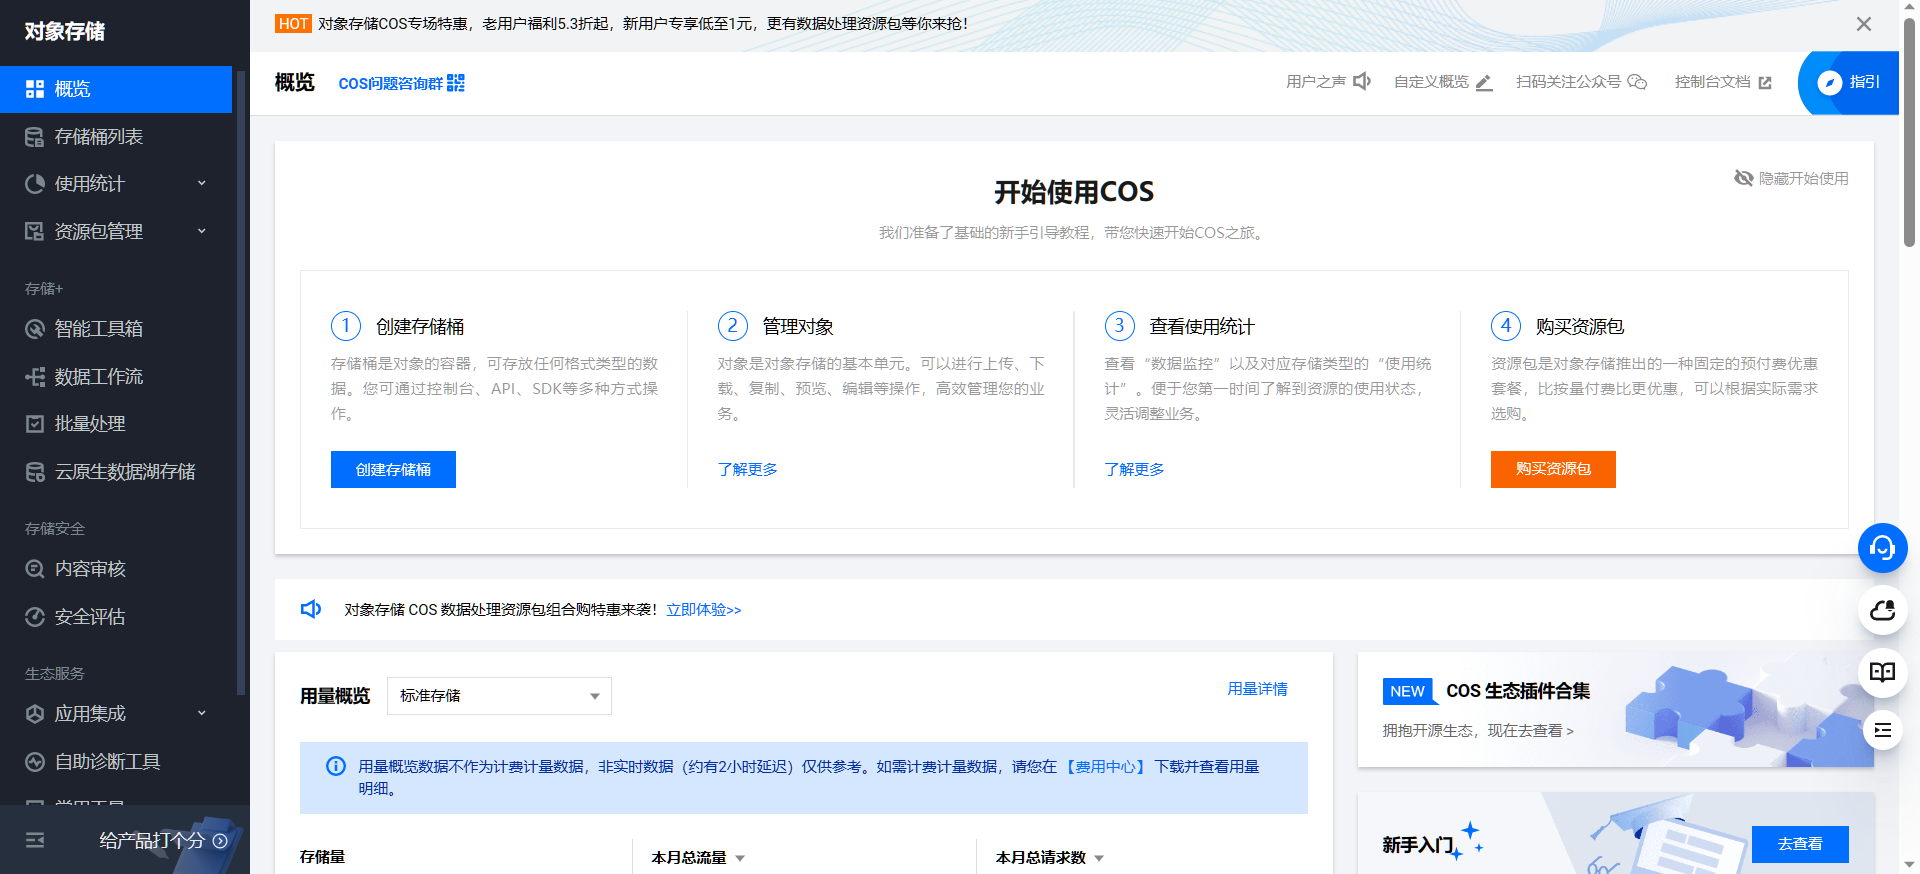 对象存储
概览
存储桶列表
使用统计
资源包管理
存储+
智能工具箱
数据工作流
批量处理
云原生数据湖存储
存储安全
内容审核
安全评估
生态服务
应用集成
自助诊断工具
给产品打个分
HOT 对象存储COS专场特惠，老用户福利5.3折起，新用户专享低至1元，更有数据处理资源包等你来抢！
概览 COS问题咨询群
用户之声 自定义概览 扫码关注公众号 控制台文档 指引
隐藏开始使用
开始使用COS
我们准备了基础的新手引导教程，带您快速开始COS之旅。
1 创建存储桶
存储桶是对象的容器，可存放任何格式类型的数
据。您可通过控制台、API、SDK等多种方式操
作。
创建存储桶
2 管理对象
对象是对象存储的基本单元。可以进行上传、下
载、复制、预览、编辑等操作，高效管理您的业
务。
了解更多
3 查看使用统计
查看“数据监控”以及对应存储类型的“使用统
计”。便于您第一时间了解到资源的使用状态，
灵活调整业务。
了解更多
4 购买资源包
资源包是对象存储推出的一种固定的预付费优惠
套餐，比按量付费比更优惠，可以根据实际需求
选购。
购买资源包
对象存储 COS 数据处理资源包组合购特惠来袭！立即体验>>
用量概览 标准存储 用量详情
用量概览数据不作为计费计量数据，非实时数据（约有2小时延迟）仅供参考。如需计费计量数据，请您在【费用中心】下载并查看用量
明细。
存储量 本月总流量 本月总请求数
NEW COS 生态插件合集
拥抱开源生态，现在去查看 >
新手入门 去查看